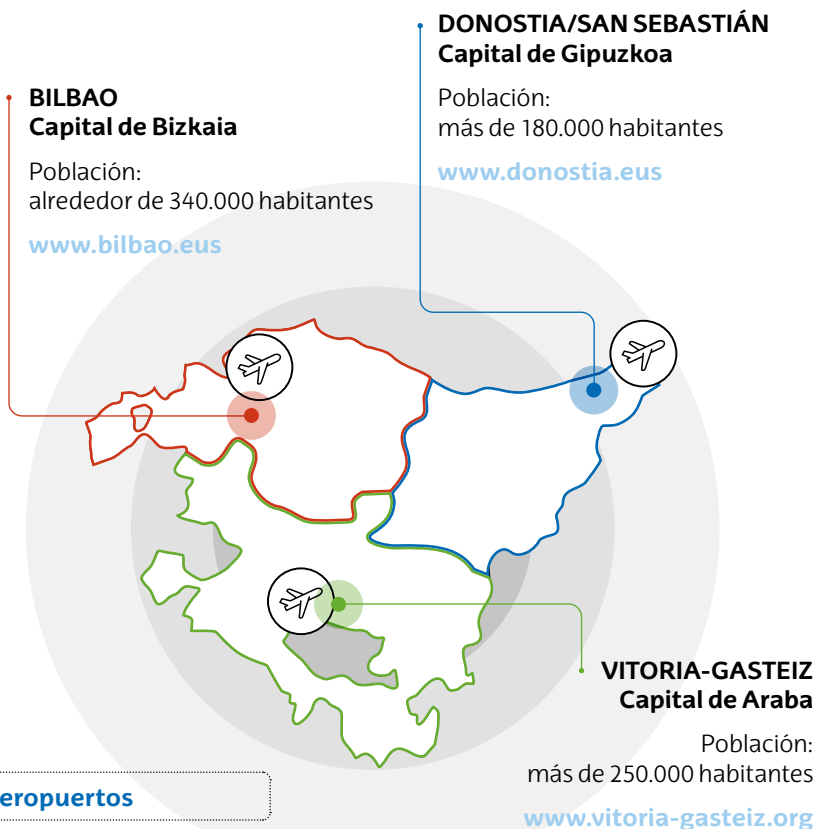 DONOSTIA/SAN SEBASTIÁN
Capital de Gipuzkoa
Población:
más de 180.000 habitantes
www.donostia.eus
BILBAO
Capital de Bizkaia
Población:
alrededor de 340.000 habitantes
www.bilbao.eus
VITORIA-GASTEIZ
Capital de Araba
Población:
más de 250.000 habitantes
www.vitoria-gasteiz.org
eropuertos